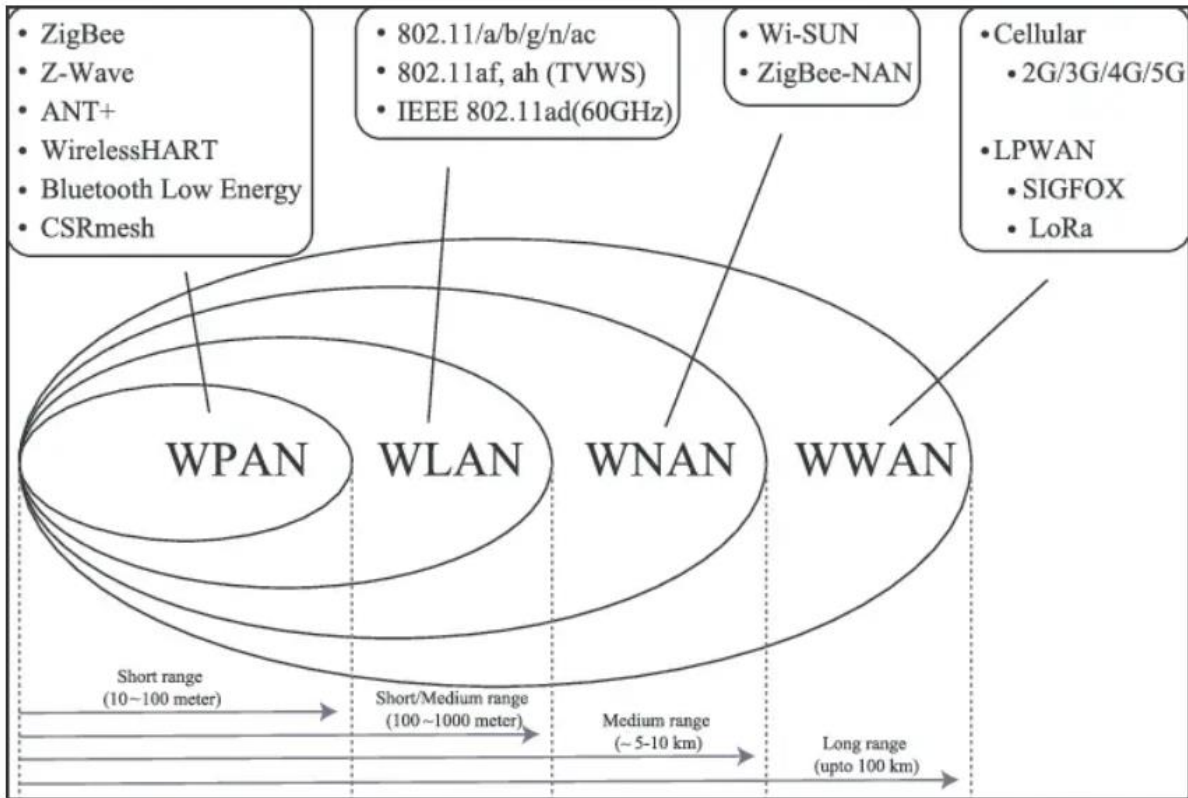 • ZigBee
• Z-Wave
• ANT+
• WirelessHART
• Bluetooth Low Energy
• CSRmesh
• 802.11/a/b/g/n/ac
• 802.11af, ah (TVWS)
• IEEE 802.11ad(60GHz)
• Wi-SUN
• ZigBee-NAN
• Cellular
• 2G/3G/4G/5G
• LPWAN
• SIGFOX
• LoRa
WPAN
WLAN
WNAN
WWAN
Short range
(10~100 meter)
Short/Medium range
(100~1000 meter)
Medium range
(~5-10 km)
Long range
(upto 100 km)